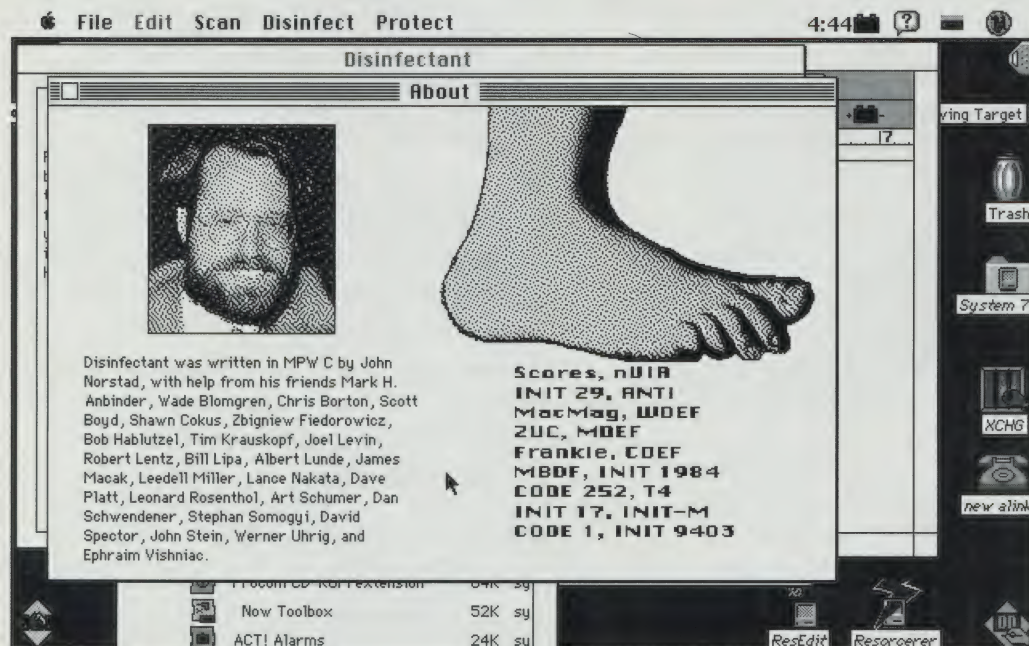 File Edit Scan Disinfect Protect
4:44
Disinfectant
About
ving Target
17
Trash
System 7
XCHG
new alink
Disinfectant was written in MPW C by John
Norstad, with help from his friends Mark H.
Anbinder, Wade Blomgren, Chris Borton, Scott
Boyd, Shawn Cokus, Zbigniew Fiedorowicz,
Bob Hablutzel, Tim Krauskopf, Joel Levin,
Robert Lentz, Bill Lipa, Albert Lunde, James
Macak, Leedell Miller, Lance Nakata, Dave
Platt, Leonard Rosenthol, Art Schumer, Dan
Schwendener, Stephan Somogyi, David
Spector, John Stein, Werner Uhrig, and
Ephraim Vishniac.
Scores, nVIR
INIT 29, ANTI
MacMag, WDEF
ZUC, MDEF
Frankie, CDEF
MBDF, INIT 1984
CODE 252, T4
INIT 17, INIT-M
CODE 1, INIT 9403
Now Toolbox 52K sy
ACT! Alarms 24K sy
ResEdit
Resorcerer